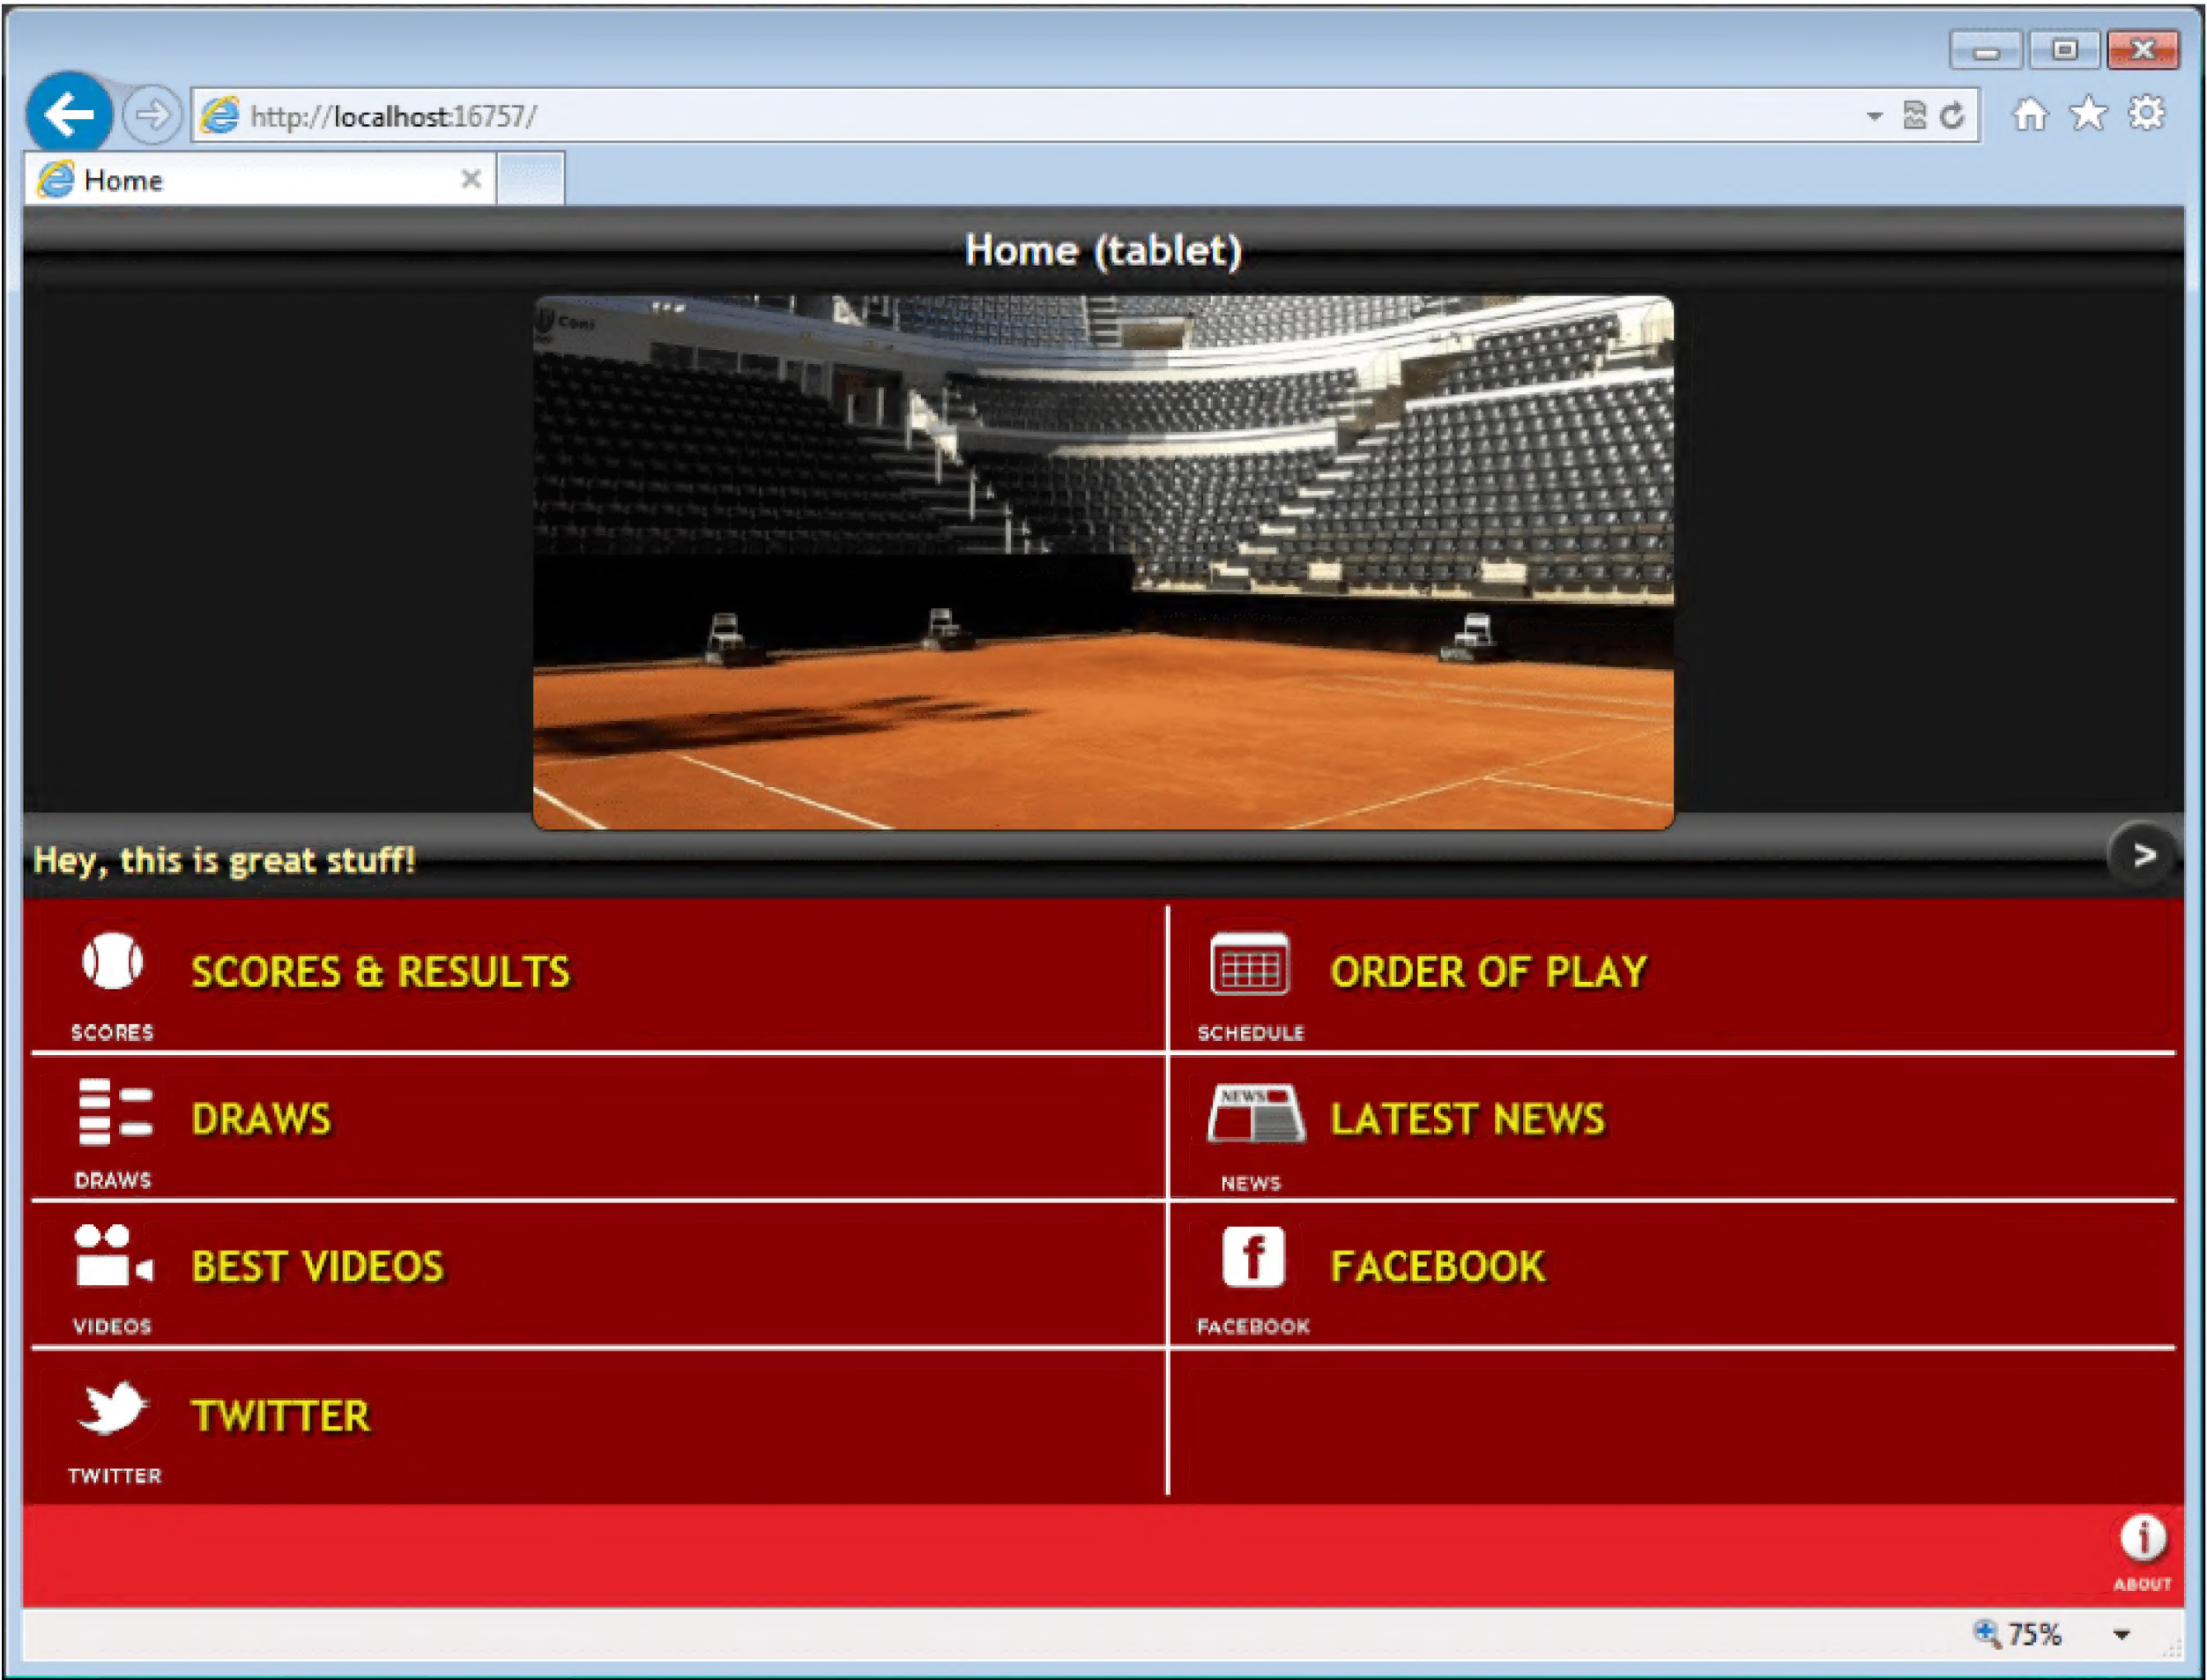 http://localhost:16757/
Home
Home (tablet)
Coni
Hey, this is great stuff!
>
SCORES & RESULTS
SCORES
ORDER OF PLAY
SCHEDULE
DRAWS
DRAWS
NEWS
LATEST NEWS
NEWS
BEST VIDEOS
VIDEOS
f
FACEBOOK
FACEBOOK
TWITTER
TWITTER
i
ABOUT
75%